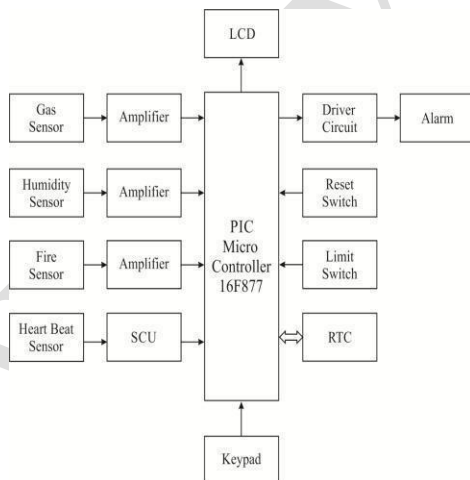 LCD
Gas
Sensor
Amplifier
Driver
Circuit
Alarm
Humidity
Sensor
Amplifier
Reset
Switch
PIC
Micro
Controller
16F877
Fire
Sensor
Amplifier
Limit
Switch
Heart Beat
Sensor
SCU
RTC
Keypad